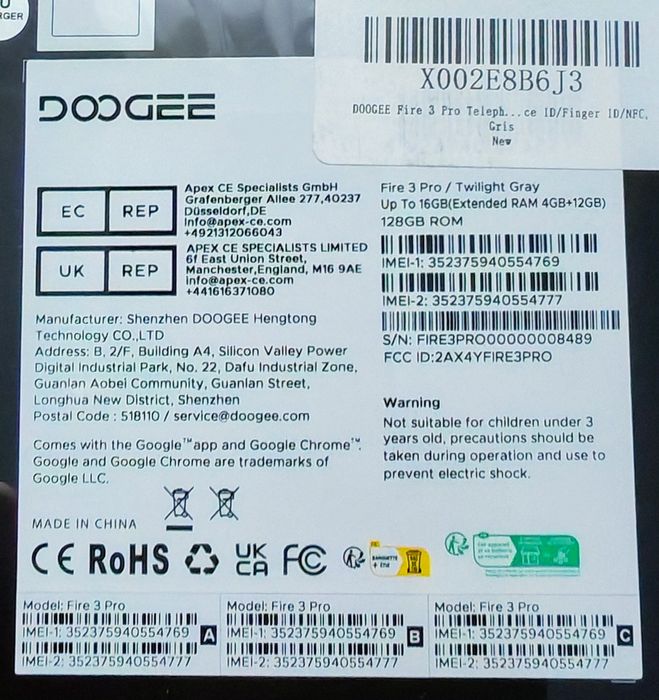 RGER
X002E8B6J3
DOOGEE Fire 3 Pro Teleph...ce ID/Finger ID/NFC,
Gris
New
DOOGEE
EC REP
Apex CE Specialists GmbH
Grafenberger Allee 277,40237
Düsseldorf,DE
Info@apex-ce.com
+4921312066043
UK REP
APEX CE SPECIALISTS LIMITED
6f East Union Street,
Manchester,England, M16 9AE
Info@apex-ce.com
+441616371080
Manufacturer: Shenzhen DOOGEE Hengtong
Technology CO.,LTD
Address: B, 2/F, Building A4, Silicon Valley Power
Digital Industrial Park, No. 22, Dafu Industrial Zone,
Guanlan Aobei Community, Guanlan Street,
Longhua New District, Shenzhen
Postal Code : 518110 / service@doogee.com
Comes with the Google™app and Google Chrome™.
Google and Google Chrome are trademarks of
Google LLC.
MADE IN CHINA
CE RoHS UK CA FC
BARQUETTE
+ étui
Fire 3 Pro / Twilight Gray
Up To 16GB(Extended RAM 4GB+12GB)
128GB ROM
IMEI-1: 352375940554769
IMEI-2: 352375940554777
S/N: FIRE3PRO00000008489
FCC ID:2AX4YFIRE3PRO
Warning
Not suitable for children under 3
years old, precautions should be
taken during operation and use to
prevent electric shock.
Model: Fire 3 Pro
IMEI-1: 352375940554769 A
IMEI-2: 352375940554777
Model: Fire 3 Pro
IMEI-1: 352375940554769 B
IMEI-2: 352375940554777
Model: Fire 3 Pro
IMEI-1: 352375940554769 C
IMEI-2: 352375940554777